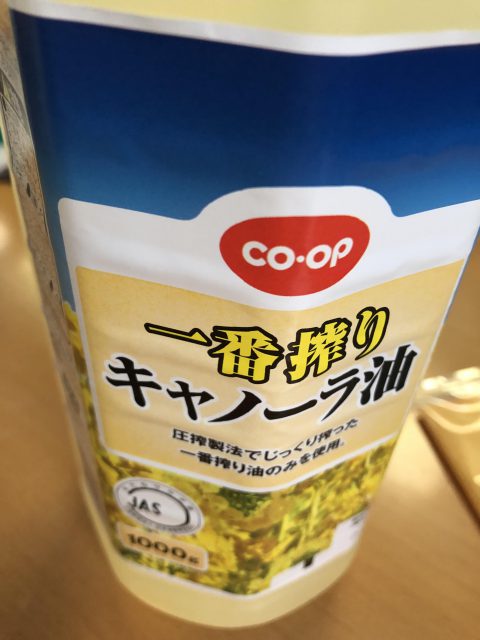 CO·OP
一番搾り
キャノーラ油
圧搾製法でじっくり搾った
一番搾り油のみを使用。
JAS
1000g